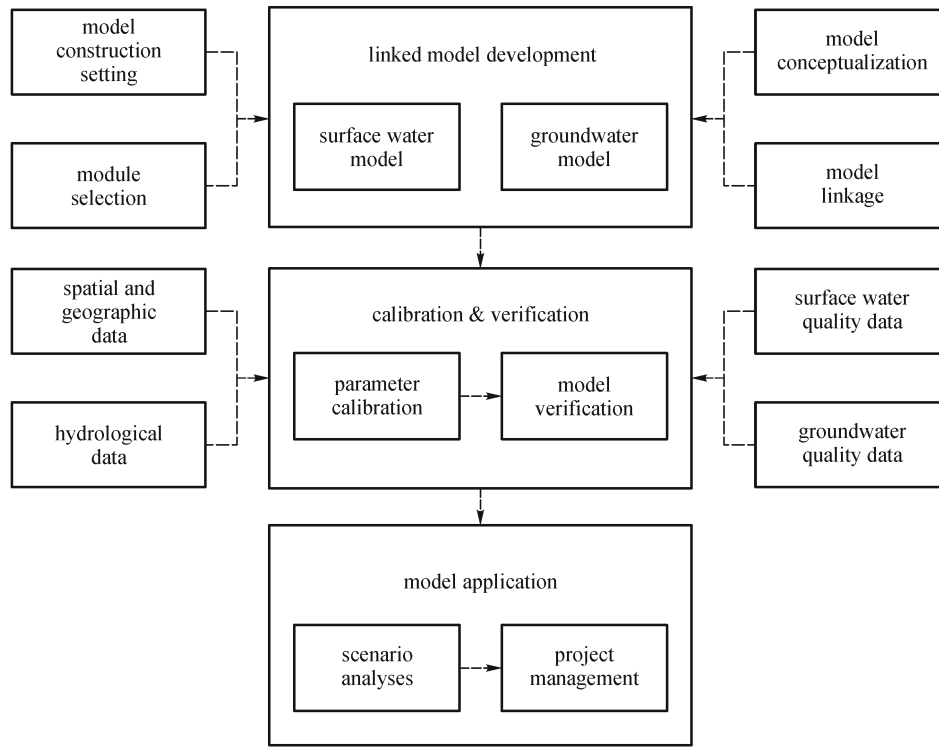 model
construction
setting
module
selection
linked model development
surface water
model
groundwater
model
model
conceptualization
model
linkage
spatial and
geographic
data
hydrological
data
calibration & verification
parameter
calibration
model
verification
surface water
quality data
groundwater
quality data
model application
scenario
analyses
project
management